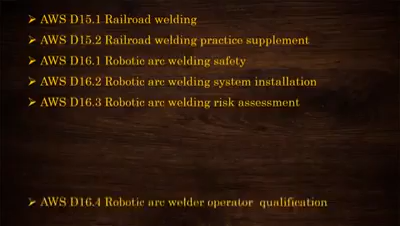 ➢ AWS D15.1 Railroad welding
➢ AWS D15.2 Railroad welding practice supplement
➢ AWS D16.1 Robotic arc welding safety
➢ AWS D16.2 Robotic arc welding system installation
➢ AWS D16.3 Robotic arc welding risk assessment
➢ AWS D16.4 Robotic arc welder operator qualification